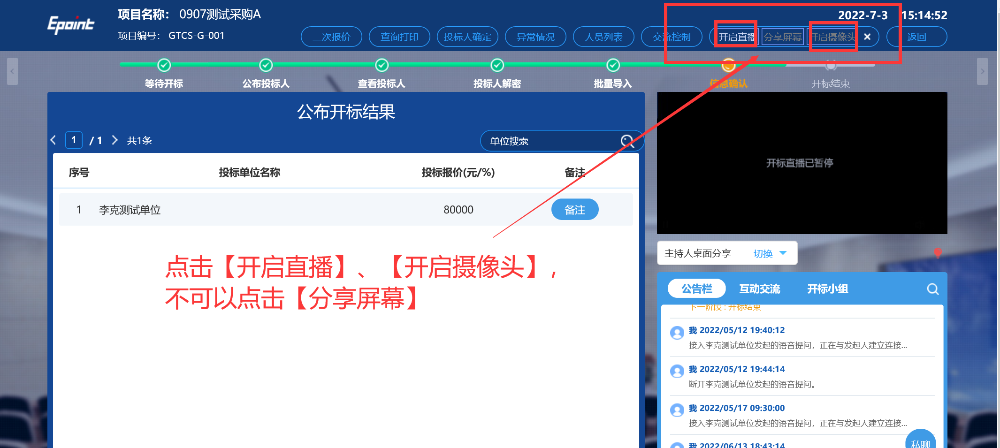 Epoint
项目名称： 0907测试采购A
项目编号： GTCS-G-001
2022-7-3 15:14:52
二次报价
查询打印
投标人确定
异常情况
人员列表
交流控制
开启直播
分享屏幕
开启摄像头
返回
等待开标
公布投标人
查看投标人
投标人解密
批量导入
信息确认
开标结束
公布开标结果
1 / 1 共1条
单位搜索
序号 投标单位名称 投标报价(元/%) 备注
1 李克测试单位 80000 备注
点击【开启直播】、【开启摄像头】,
不可以点击【分享屏幕】
开标直播已暂停
主持人桌面分享 切换
公告栏 互动交流 开标小组
下一阶段：开标结束
我 2022/05/12 19:40:12
接入李克测试单位发起的语音提问，正在与发起人建立连接...
我 2022/05/12 19:44:14
断开李克测试单位发起的语音提问。
我 2022/05/17 09:30:00
接入李克测试单位发起的语音提问，正在与发起人建立连接...
我 2022/06/13 18:43:14
私聊